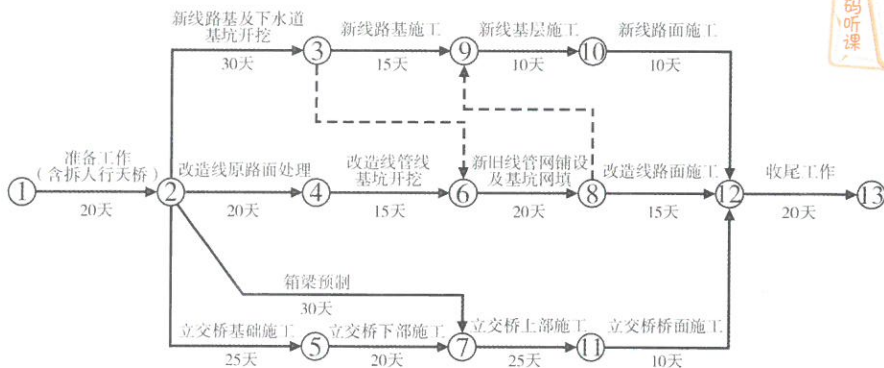 码听课
新线路基及下水道
基坑开挖
30天
③
新线路基施工
15天
⑨
新线基层施工
10天
⑩
新线路面施工
10天
①
准备工作
(含拆人行天桥)
20天
②
改造线原路面处理
20天
④
改造线管线
基坑开挖
15天
⑥
新旧线管网铺设
及基坑网填
20天
⑧
改造线路面施工
15天
⑫
收尾工作
20天
⑬
箱梁预制
30天
立交桥基础施工
25天
⑤
立交桥下部施工
20天
⑦
立交桥上部施工
25天
⑪
立交桥桥面施工
10天